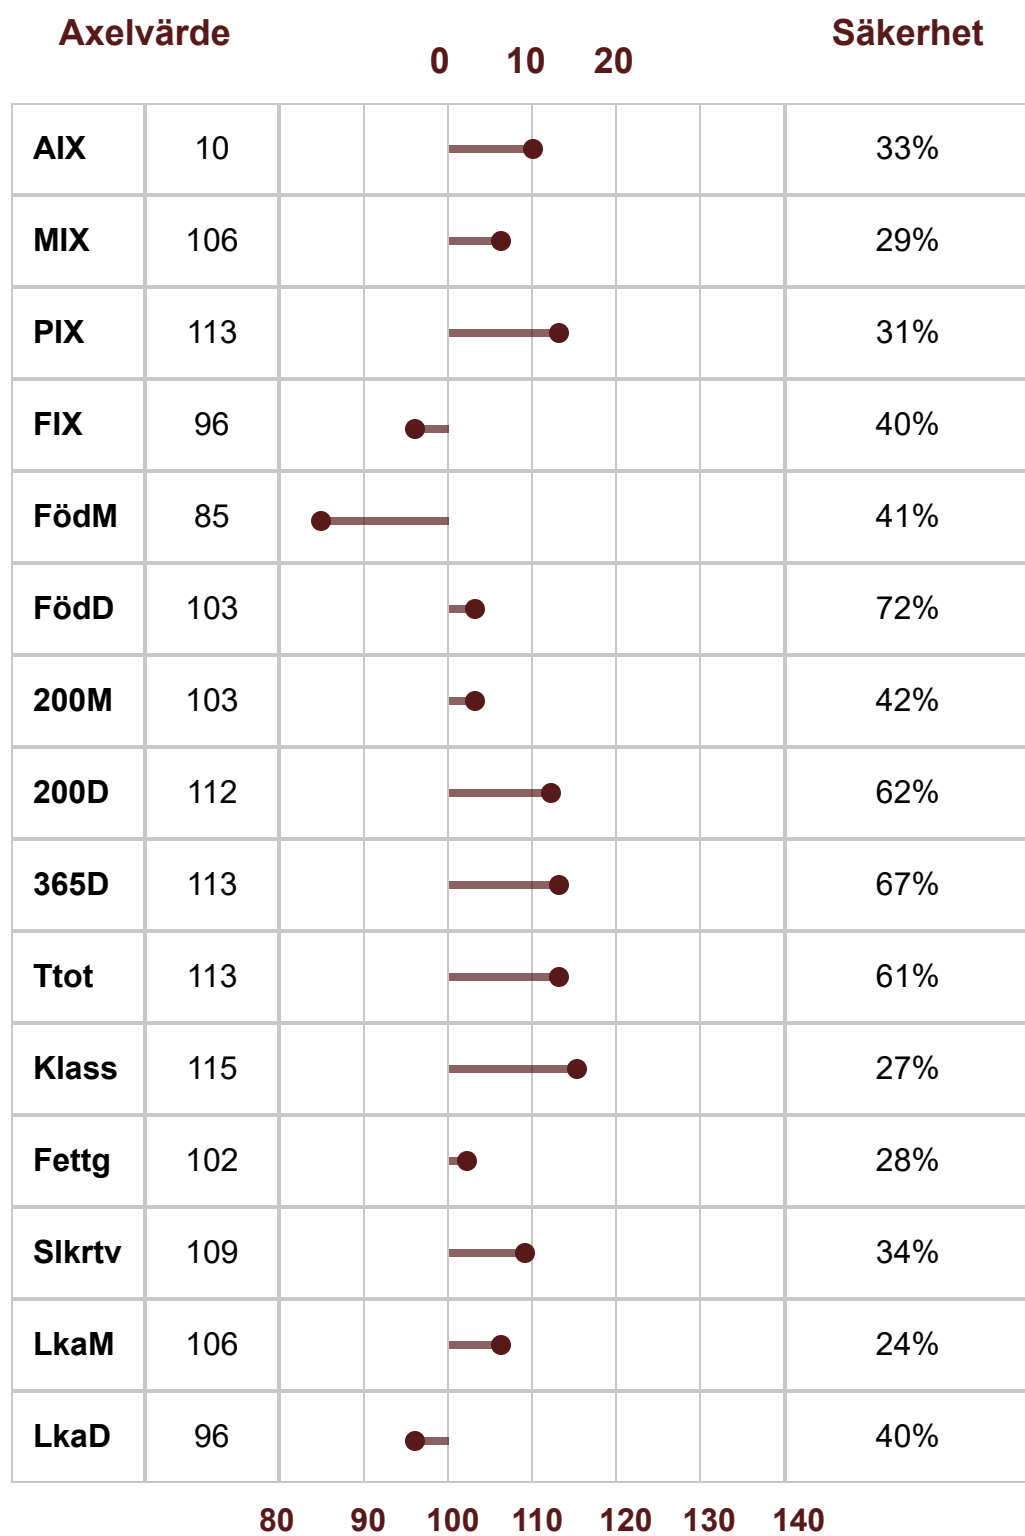 Axelvärde Säkerhet
0 10 20
AIX 10 33%
MIX 106 29%
PIX 113 31%
FIX 96 40%
FödM 85 41%
FödD 103 72%
200M 103 42%
200D 112 62%
365D 113 67%
Ttot 113 61%
Klass 115 27%
Fettg 102 28%
Slkrtv 109 34%
LkaM 106 24%
LkaD 96 40%
80 90 100 110 120 130 140